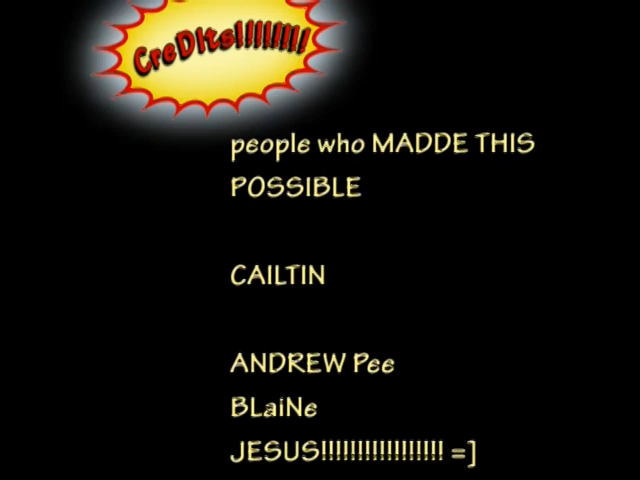 CreDIts!!!!!!!!
people who MADDE THIS
POSSIBLE
CAILTIN
ANDREW Pee
BLaiNe
JESUS!!!!!!!!!!!!!!!!! =]